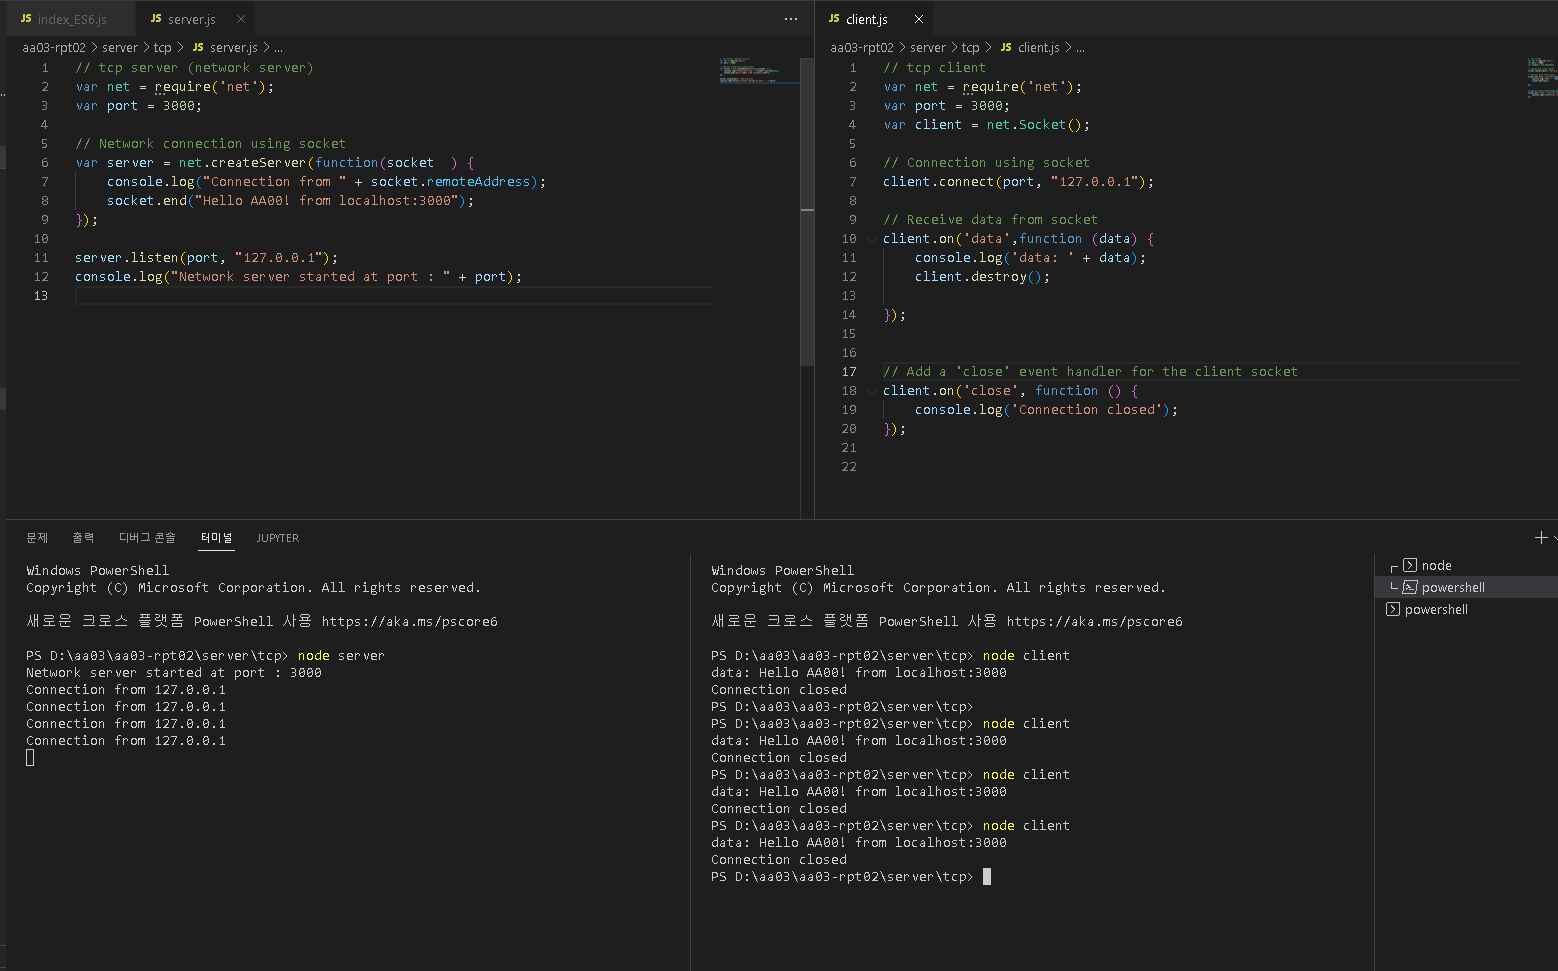 JS index_ES6.js
JS server.js ×
...
aa03-rpt02 > server > tcp > JS server.js > ...
1 // tcp server (network server)
2 var net = require('net');
3 var port = 3000;
4
5 // Network connection using socket
6 var server = net.createServer(function(socket  ) {
7     console.log("Connection from " + socket.remoteAddress);
8     socket.end("Hello AA00! from localhost:3000");
9 });
10
11 server.listen(port, "127.0.0.1");
12 console.log("Network server started at port : " + port);
13
JS client.js ×
aa03-rpt02 > server > tcp > JS client.js > ...
1 // tcp client
2 var net = require('net');
3 var port = 3000;
4 var client = net.Socket();
5
6 // Connection using socket
7 client.connect(port, "127.0.0.1");
8
9 // Receive data from socket
10 client.on('data',function (data) {
11     console.log('data: ' + data);
12     client.destroy();
13
14 });
15
16
17 // Add a 'close' event handler for the client socket
18 client.on('close', function () {
19     console.log('Connection closed');
20 });
21
22
문제 출력 디버그 콘솔 터미널 JUPYTER
Windows PowerShell
Copyright (C) Microsoft Corporation. All rights reserved.
새로운 크로스 플랫폼 PowerShell 사용 https://aka.ms/pscore6
PS D:\aa03\aa03-rpt02\server\tcp> node server
Network server started at port : 3000
Connection from 127.0.0.1
Connection from 127.0.0.1
Connection from 127.0.0.1
Connection from 127.0.0.1
Windows PowerShell
Copyright (C) Microsoft Corporation. All rights reserved.
새로운 크로스 플랫폼 PowerShell 사용 https://aka.ms/pscore6
PS D:\aa03\aa03-rpt02\server\tcp> node client
data: Hello AA00! from localhost:3000
Connection closed
PS D:\aa03\aa03-rpt02\server\tcp>
PS D:\aa03\aa03-rpt02\server\tcp> node client
data: Hello AA00! from localhost:3000
Connection closed
PS D:\aa03\aa03-rpt02\server\tcp> node client
data: Hello AA00! from localhost:3000
Connection closed
PS D:\aa03\aa03-rpt02\server\tcp> node client
data: Hello AA00! from localhost:3000
Connection closed
PS D:\aa03\aa03-rpt02\server\tcp>
node
powershell
powershell